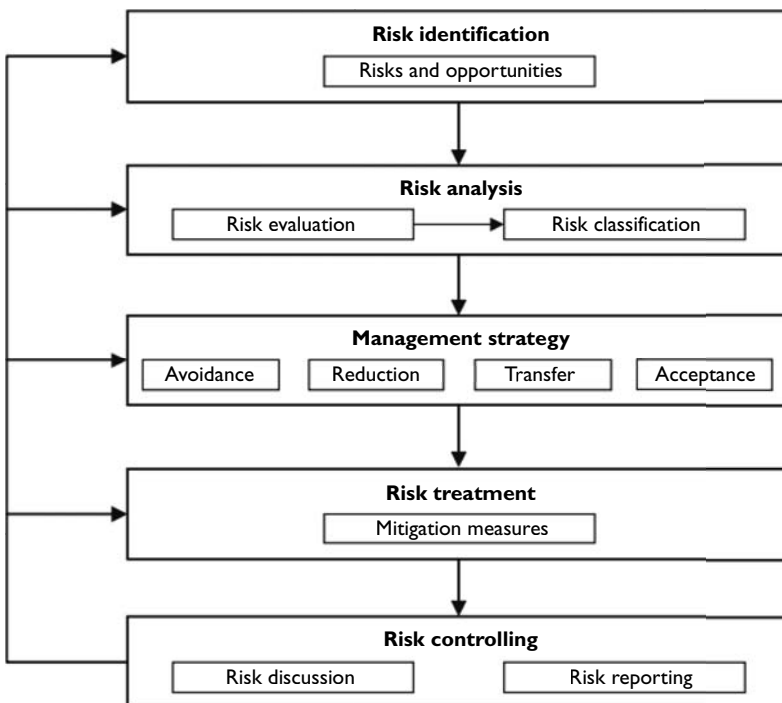 Risk identification
Risks and opportunities
Risk analysis
Risk evaluation
Risk classification
Management strategy
Avoidance
Reduction
Transfer
Acceptance
Risk treatment
Mitigation measures
Risk controlling
Risk discussion
Risk reporting